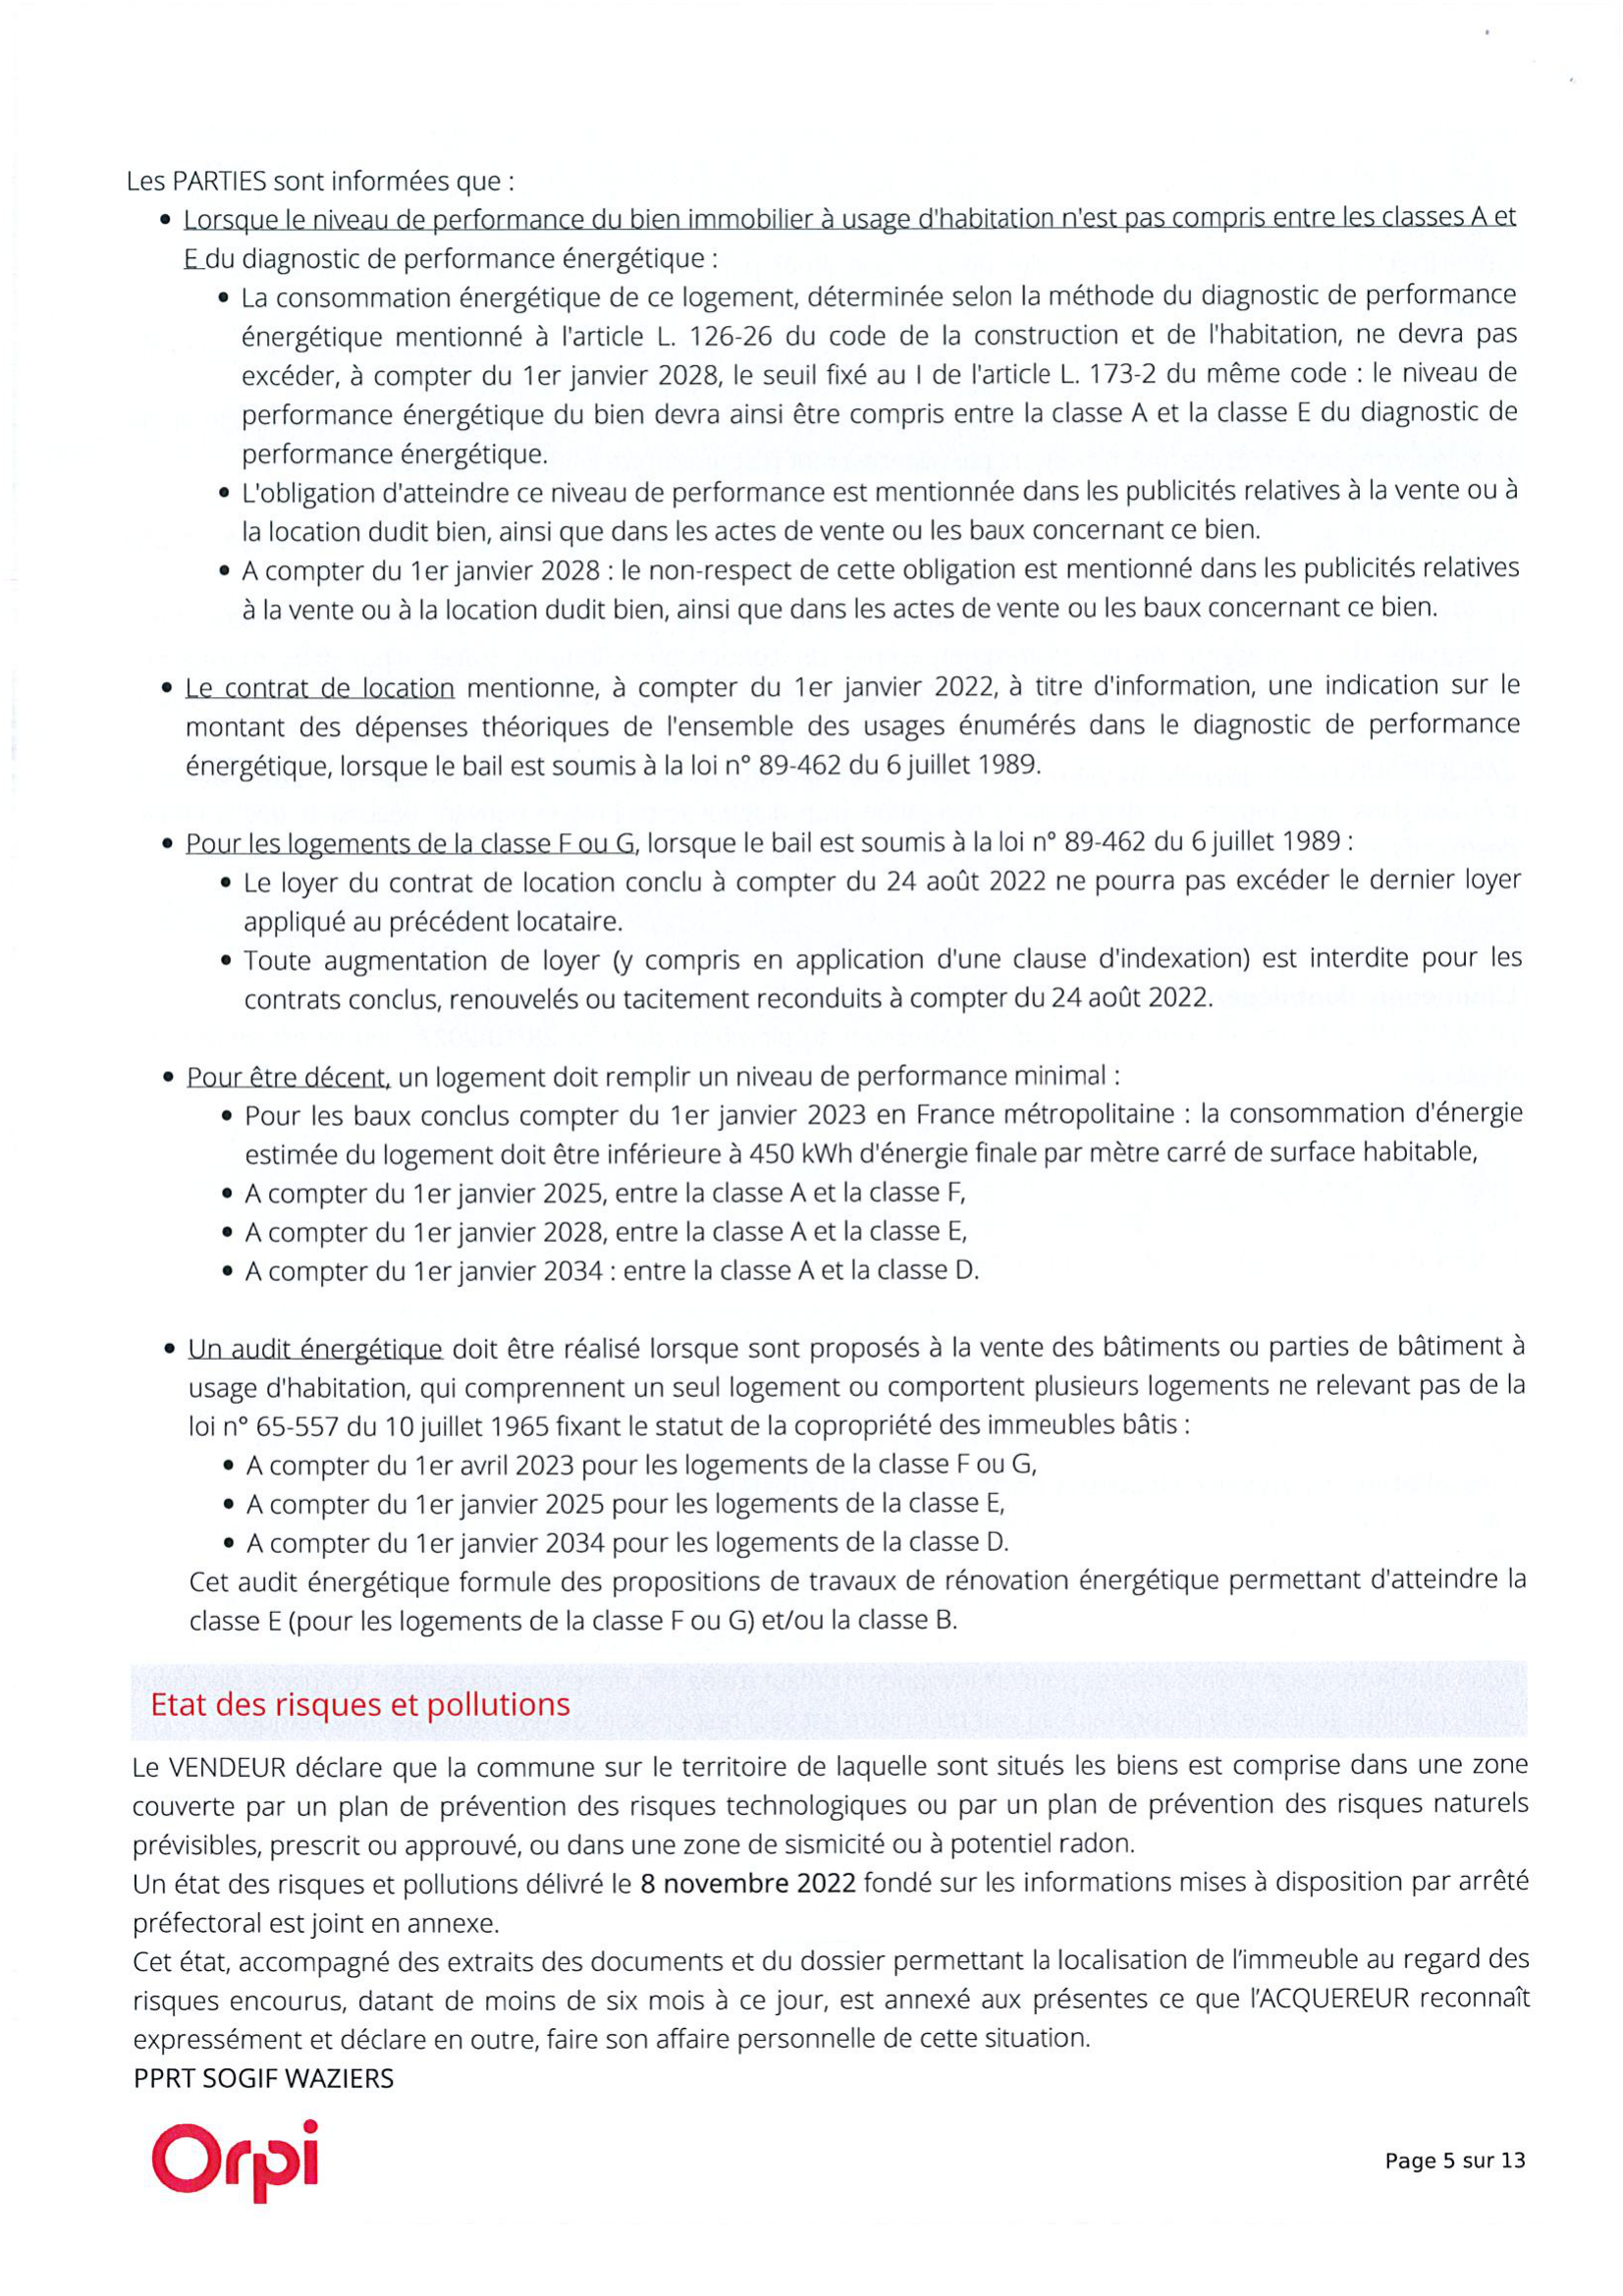 Les PARTIES sont informées que :
• Lorsque le niveau de performance du bien immobilier à usage d'habitation n'est pas compris entre les classes A et
E du diagnostic de performance énergétique :
• La consommation énergétique de ce logement, déterminée selon la méthode du diagnostic de performance
énergétique mentionné à l'article L. 126-26 du code de la construction et de l'habitation, ne devra pas
excéder, à compter du 1er janvier 2028, le seuil fixé au I de l'article L. 173-2 du même code : le niveau de
performance énergétique du bien devra ainsi être compris entre la classe A et la classe E du diagnostic de
performance énergétique.
• L'obligation d'atteindre ce niveau de performance est mentionnée dans les publicités relatives à la vente ou à
la location dudit bien, ainsi que dans les actes de vente ou les baux concernant ce bien.
• A compter du 1er janvier 2028 : le non-respect de cette obligation est mentionné dans les publicités relatives
à la vente ou à la location dudit bien, ainsi que dans les actes de vente ou les baux concernant ce bien.
• Le contrat de location mentionne, à compter du 1er janvier 2022, à titre d'information, une indication sur le
montant des dépenses théoriques de l'ensemble des usages énumérés dans le diagnostic de performance
énergétique, lorsque le bail est soumis à la loi n° 89-462 du 6 juillet 1989.
• Pour les logements de la classe F ou G, lorsque le bail est soumis à la loi n° 89-462 du 6 juillet 1989 :
• Le loyer du contrat de location conclu à compter du 24 août 2022 ne pourra pas excéder le dernier loyer
appliqué au précédent locataire.
• Toute augmentation de loyer (y compris en application d'une clause d'indexation) est interdite pour les
contrats conclus, renouvelés ou tacitement reconduits à compter du 24 août 2022.
• Pour être décent, un logement doit remplir un niveau de performance minimal :
• Pour les baux conclus compter du 1er janvier 2023 en France métropolitaine : la consommation d'énergie
estimée du logement doit être inférieure à 450 kWh d'énergie finale par mètre carré de surface habitable,
• A compter du 1er janvier 2025, entre la classe A et la classe F,
• A compter du 1er janvier 2028, entre la classe A et la classe E,
• A compter du 1er janvier 2034 : entre la classe A et la classe D.
• Un audit énergétique doit être réalisé lorsque sont proposés à la vente des bâtiments ou parties de bâtiment à
usage d'habitation, qui comprennent un seul logement ou comportent plusieurs logements ne relevant pas de la
loi n° 65-557 du 10 juillet 1965 fixant le statut de la copropriété des immeubles bâtis :
• A compter du 1er avril 2023 pour les logements de la classe F ou G,
• A compter du 1er janvier 2025 pour les logements de la classe E,
• A compter du 1er janvier 2034 pour les logements de la classe D.
Cet audit énergétique formule des propositions de travaux de rénovation énergétique permettant d'atteindre la
classe E (pour les logements de la classe F ou G) et/ou la classe B.
Etat des risques et pollutions
Le VENDEUR déclare que la commune sur le territoire de laquelle sont situés les biens est comprise dans une zone
couverte par un plan de prévention des risques technologiques ou par un plan de prévention des risques naturels
prévisibles, prescrit ou approuvé, ou dans une zone de sismicité ou à potentiel radon.
Un état des risques et pollutions délivré le 8 novembre 2022 fondé sur les informations mises à disposition par arrêté
préfectoral est joint en annexe.
Cet état, accompagné des extraits des documents et du dossier permettant la localisation de l'immeuble au regard des
risques encourus, datant de moins de six mois à ce jour, est annexé aux présentes ce que l'ACQUEREUR reconnaît
expressément et déclare en outre, faire son affaire personnelle de cette situation.
PPRT SOGIF WAZIERS
Orpi
Page 5 sur 13